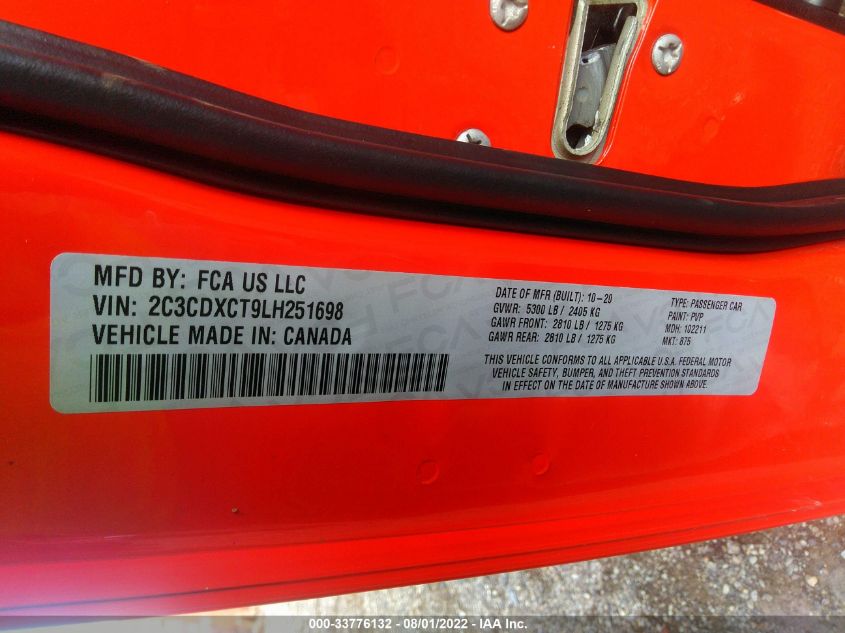 MFD BY: FCA US LLC
VIN: 2C3CDXCT9LH251698
VEHICLE MADE IN: CANADA
DATE OF MFR (BUILT): 10-20
GVWR: 5300 LB / 2405 KG
GAWR FRONT: 2810 LB / 1275 KG
GAWR REAR: 2810 LB / 1275 KG
TYPE: PASSENGER CAR
PAINT: PVP
MDH: 102211
MKT: 875
THIS VEHICLE CONFORMS TO ALL APPLICABLE U.S.A. FEDERAL MOTOR
VEHICLE SAFETY, BUMPER, AND THEFT PREVENTION STANDARDS
IN EFFECT ON THE DATE OF MANUFACTURE SHOWN ABOVE.
000-33776132 - 08/01/2022 - IAA Inc.